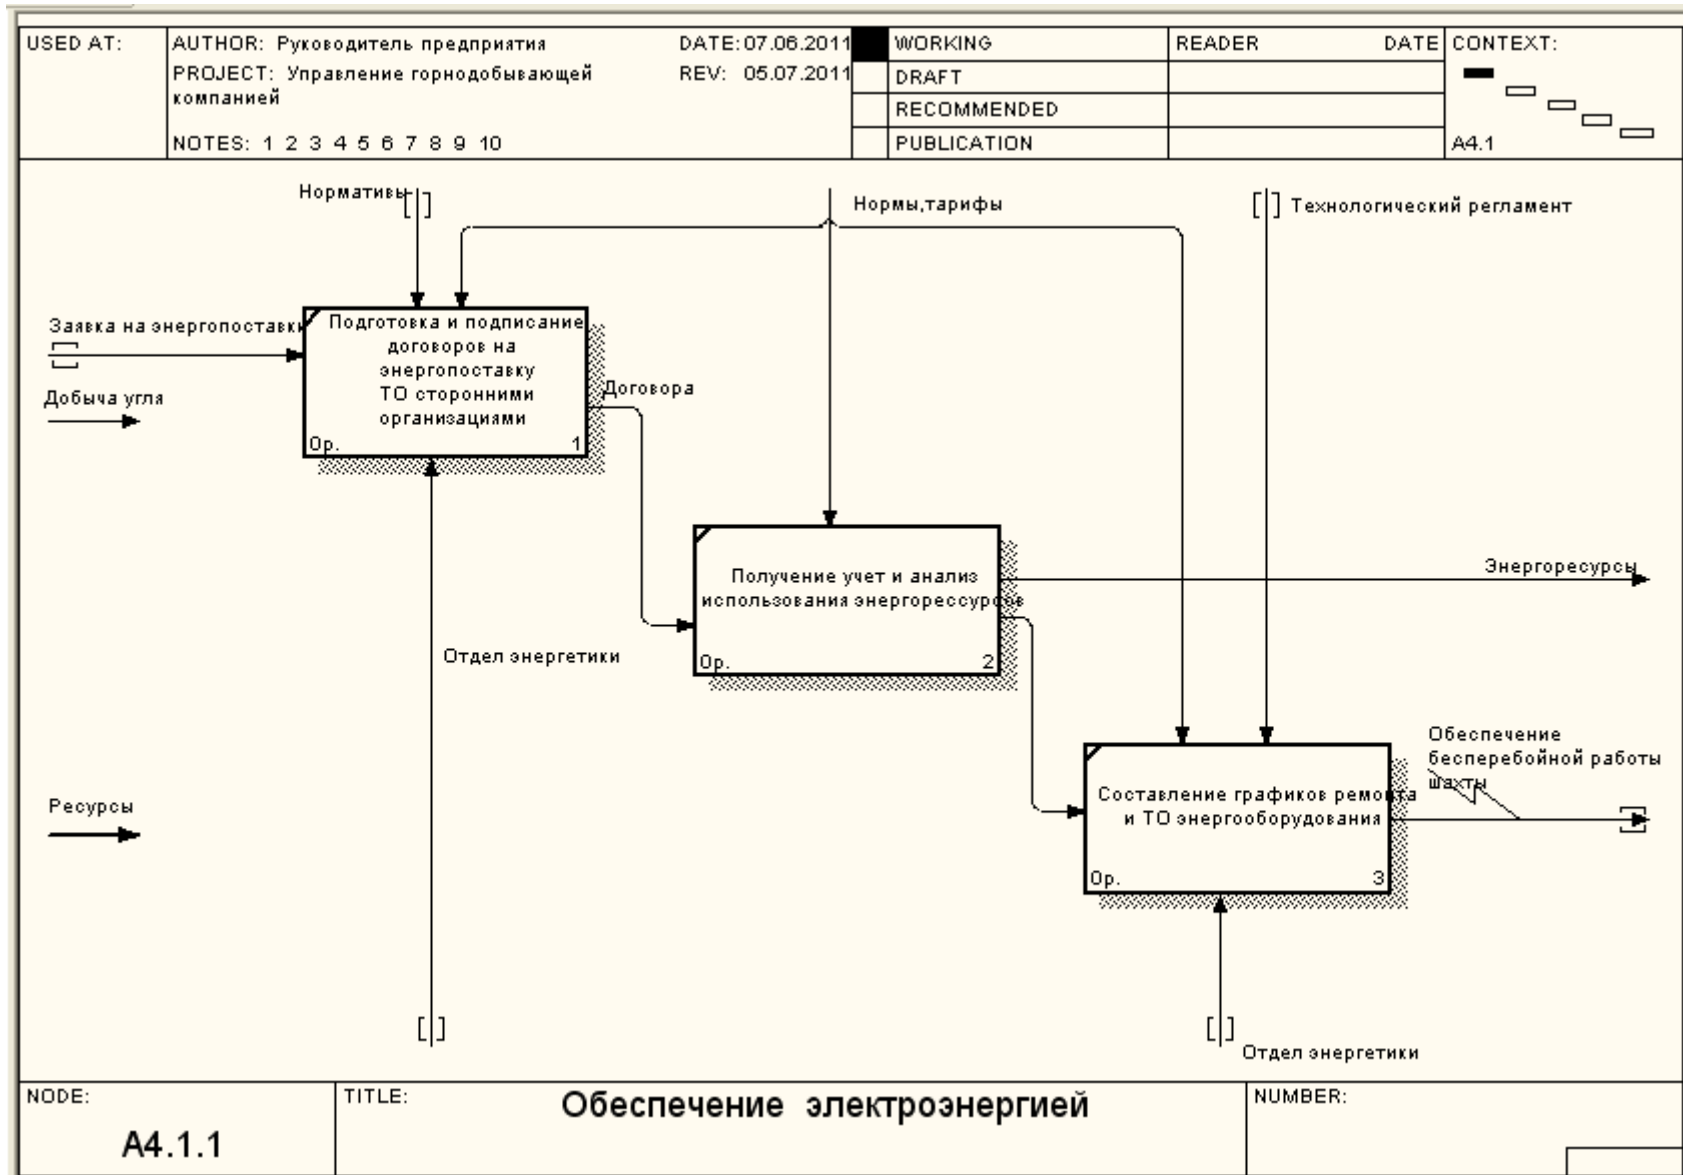 USED AT:
AUTHOR: Руководитель предприятия
DATE: 07.06.2011
PROJECT: Управление горнодобывающей
компанией
REV: 05.07.2011
NOTES: 1 2 3 4 5 6 7 8 9 10
WORKING
DRAFT
RECOMMENDED
PUBLICATION
READER DATE
CONTEXT:
A4.1
Нормативы
Нормы,тарифы
Технологический регламент
Заявка на энергопоставки
Добыча угля
Подготовка и подписание
договоров на
энергопоставку
ТО сторонними
организациями
0р. 1
Договора
Получение учет и анализ
использования энергорессурсов
0р. 2
Энергоресурсы
Отдел энергетики
Обеспечение
бесперебойной работы
шахты
Составление графиков ремонта
и ТО энергооборудования
0р. 3
Ресурсы
Отдел энергетики
NODE:
A4.1.1
TITLE:
Обеспечение электроэнергией
NUMBER: